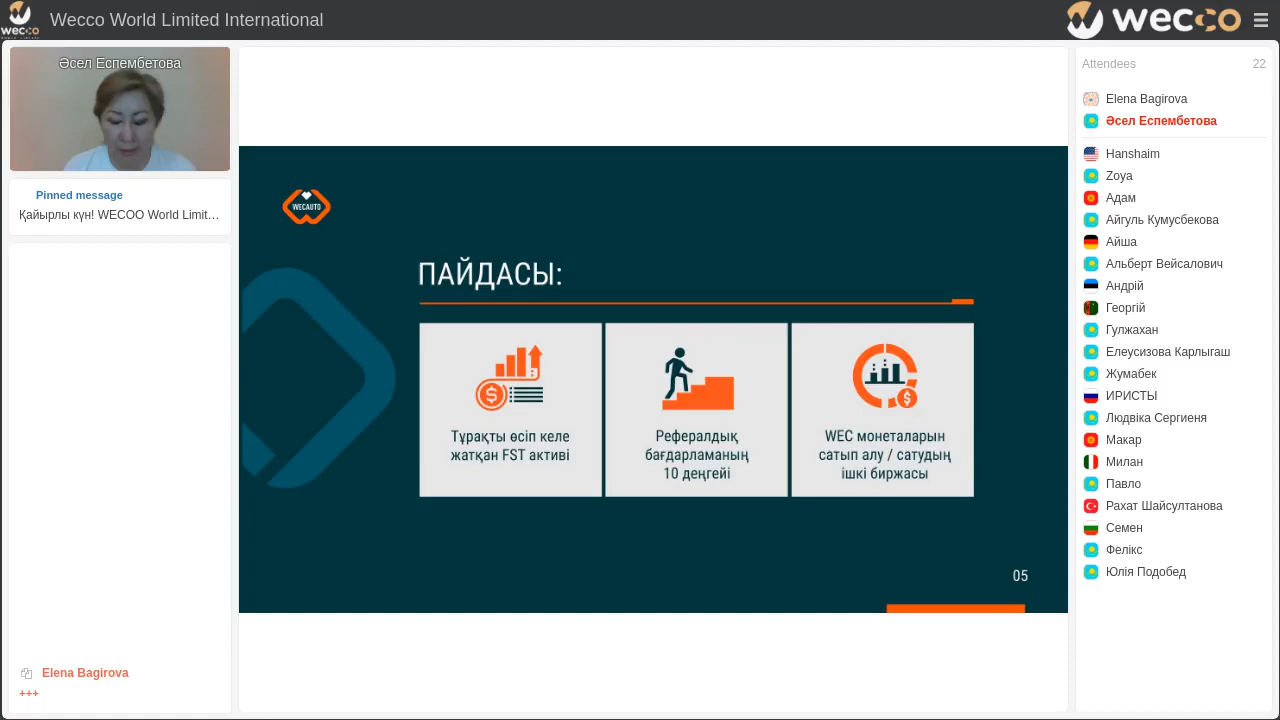 Wecco World Limited International
wecco
wecco
Әсел Еспембетова
Pinned message
Қайырлы күн! WECOO World Limit…
Elena Bagirova
+++
WECAUTO
ПАЙДАСЫ:
Тұрақты өсіп келе
жатқан FST активі
Рефералдық
бағдарламаның
10 деңгейі
WEC монеталарын
сатып алу / сатудың
ішкі биржасы
05
Attendees 22
Elena Bagirova
Әсел Еспембетова
Hanshaim
Zoya
Адам
Айгуль Кумусбекова
Айша
Альберт Вейсалович
Андрій
Георгій
Гулжахан
Елеусизова Карлыгаш
Жумабек
ИРИСТЫ
Людвіка Сергиеня
Макар
Милан
Павло
Рахат Шайсултанова
Семен
Фелікс
Юлія Подобед